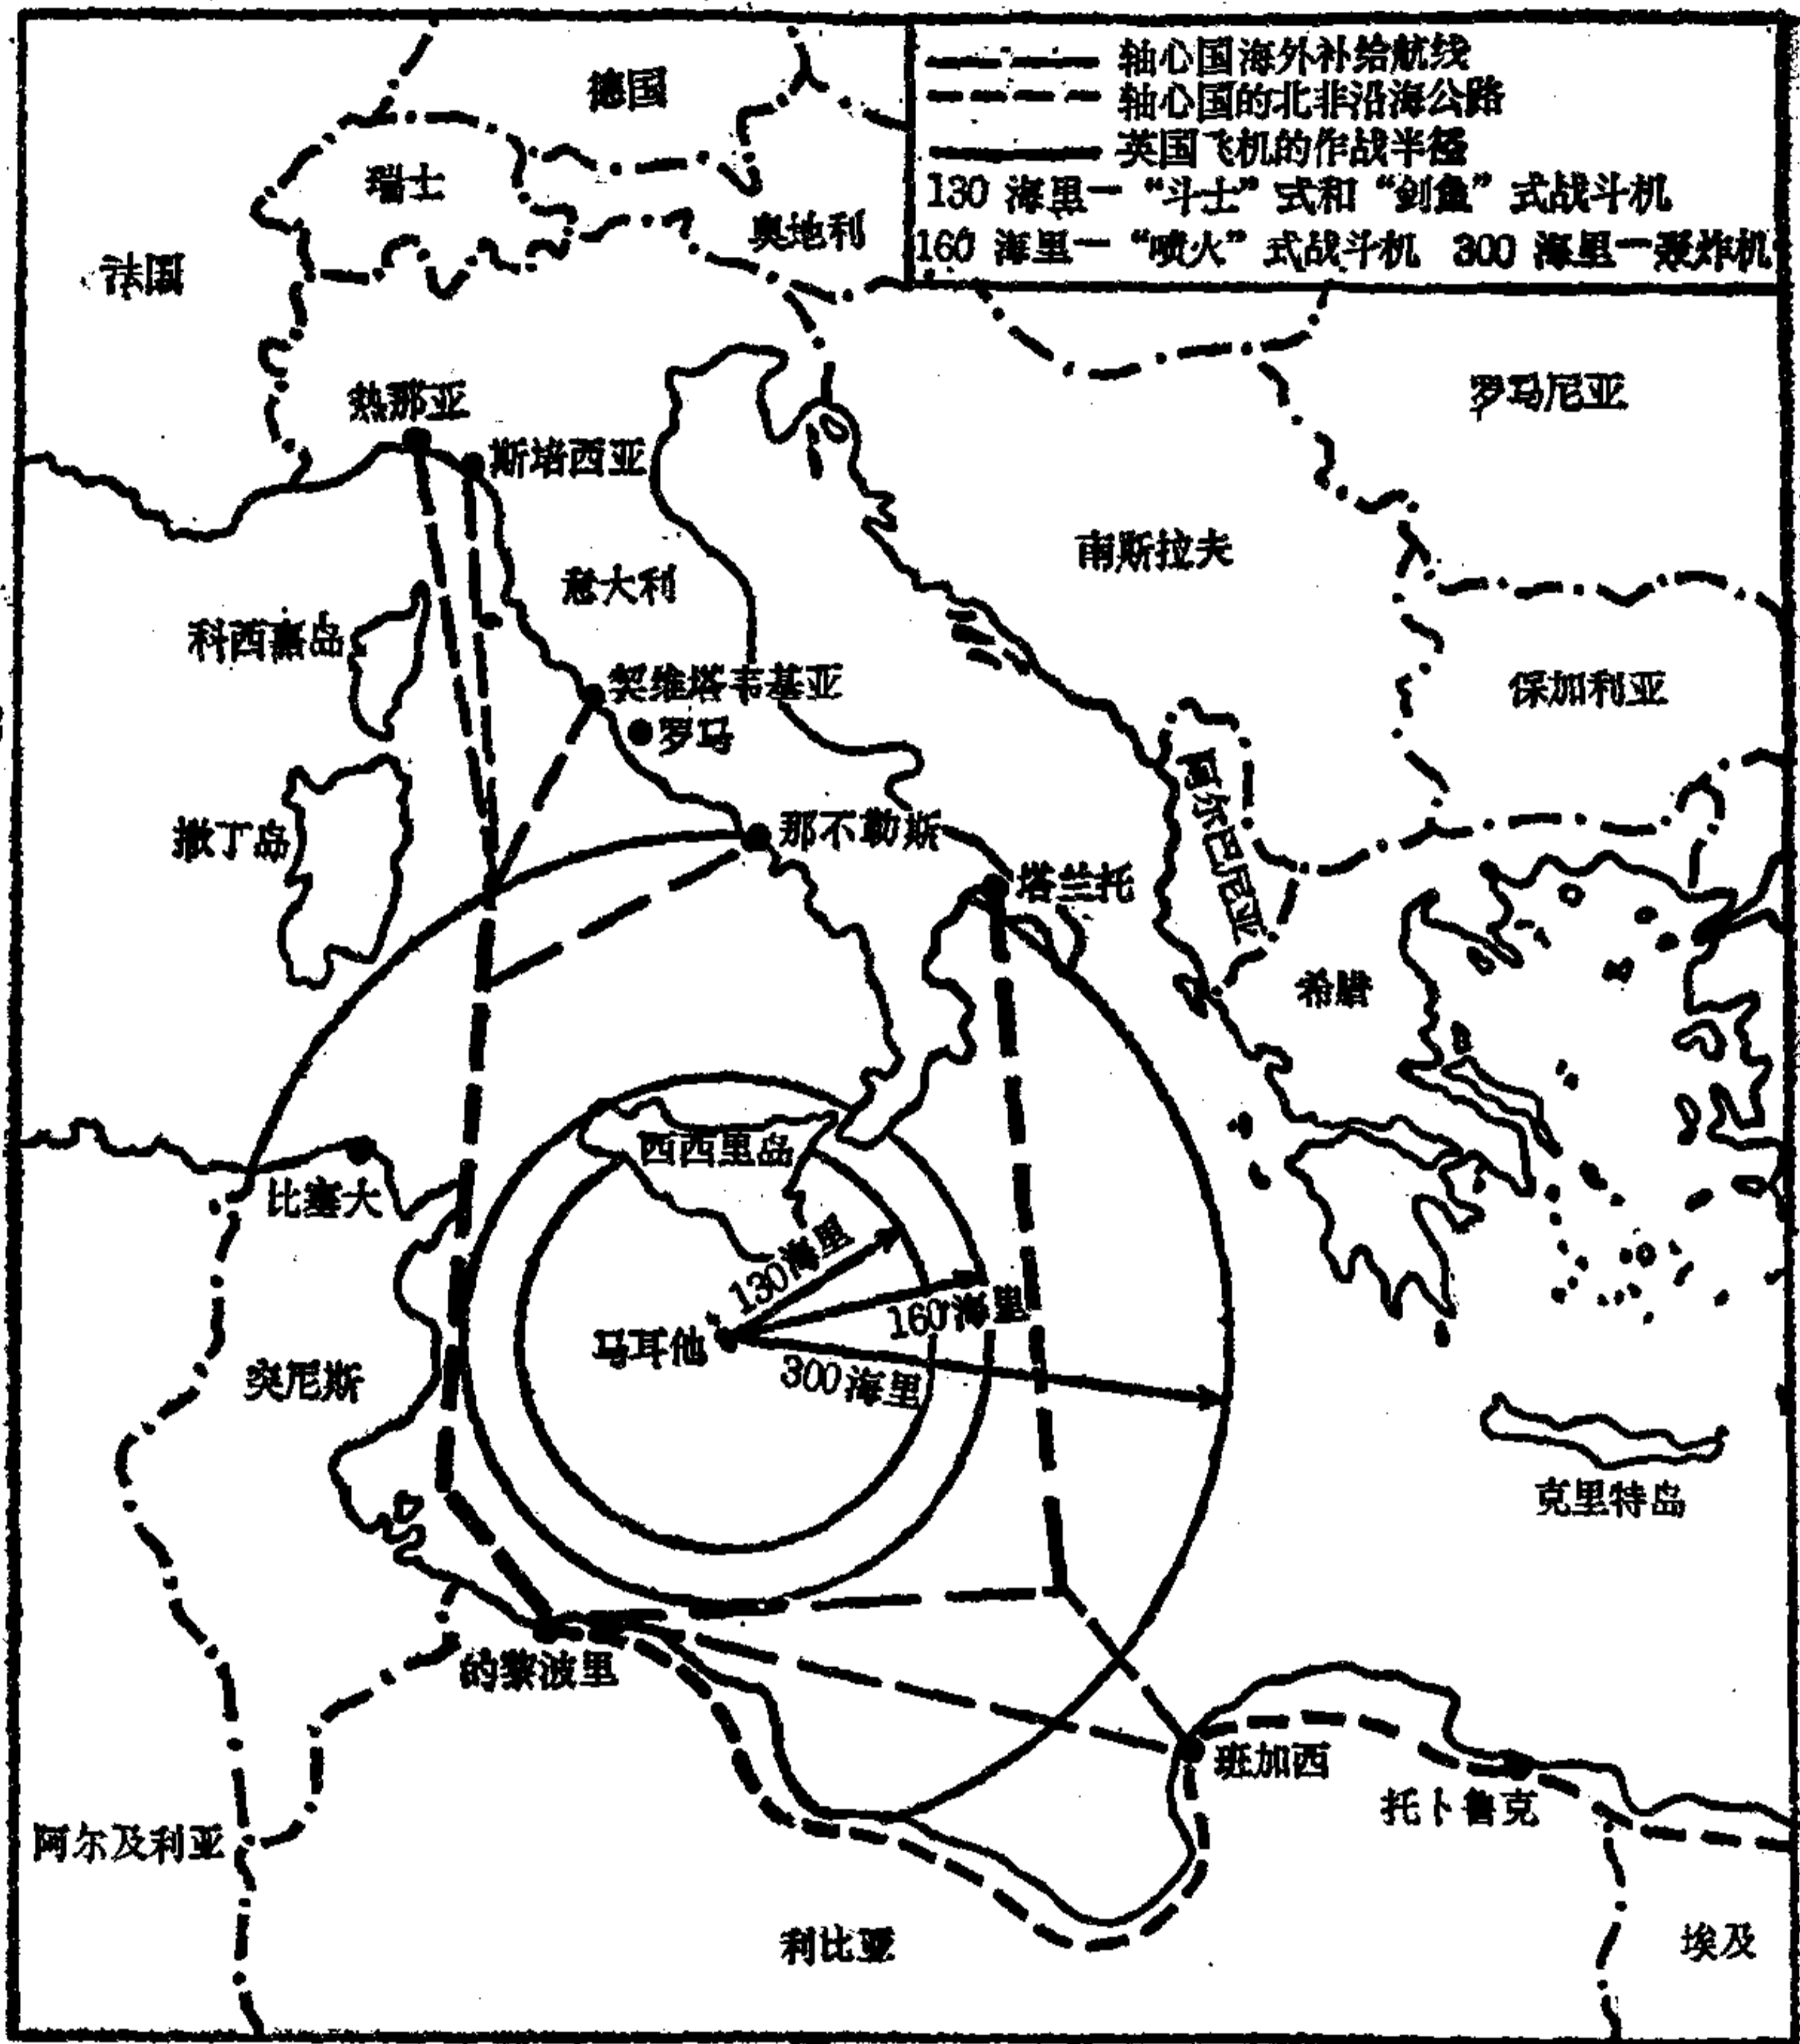 轴心国海外补给航线
轴心国的北非沿海公路
英国飞机的作战半径
130 海里一“斗士”式和“剑鱼”式战斗机
160 海里一“喷火”式战斗机 300 海里一轰炸机
德国
瑞士
奥地利
法国
罗马尼亚
热那亚
斯培西亚
南斯拉夫
意大利
科西嘉岛
契维塔韦基亚
保加利亚
罗马
阿尔巴尼亚
撒丁岛
那不勒斯
塔兰托
希腊
西西里岛
比塞大
130海里
160海里
马耳他
300海里
突尼斯
克里特岛
的黎波里
班加西
托卜鲁克
阿尔及利亚
利比亚
埃及